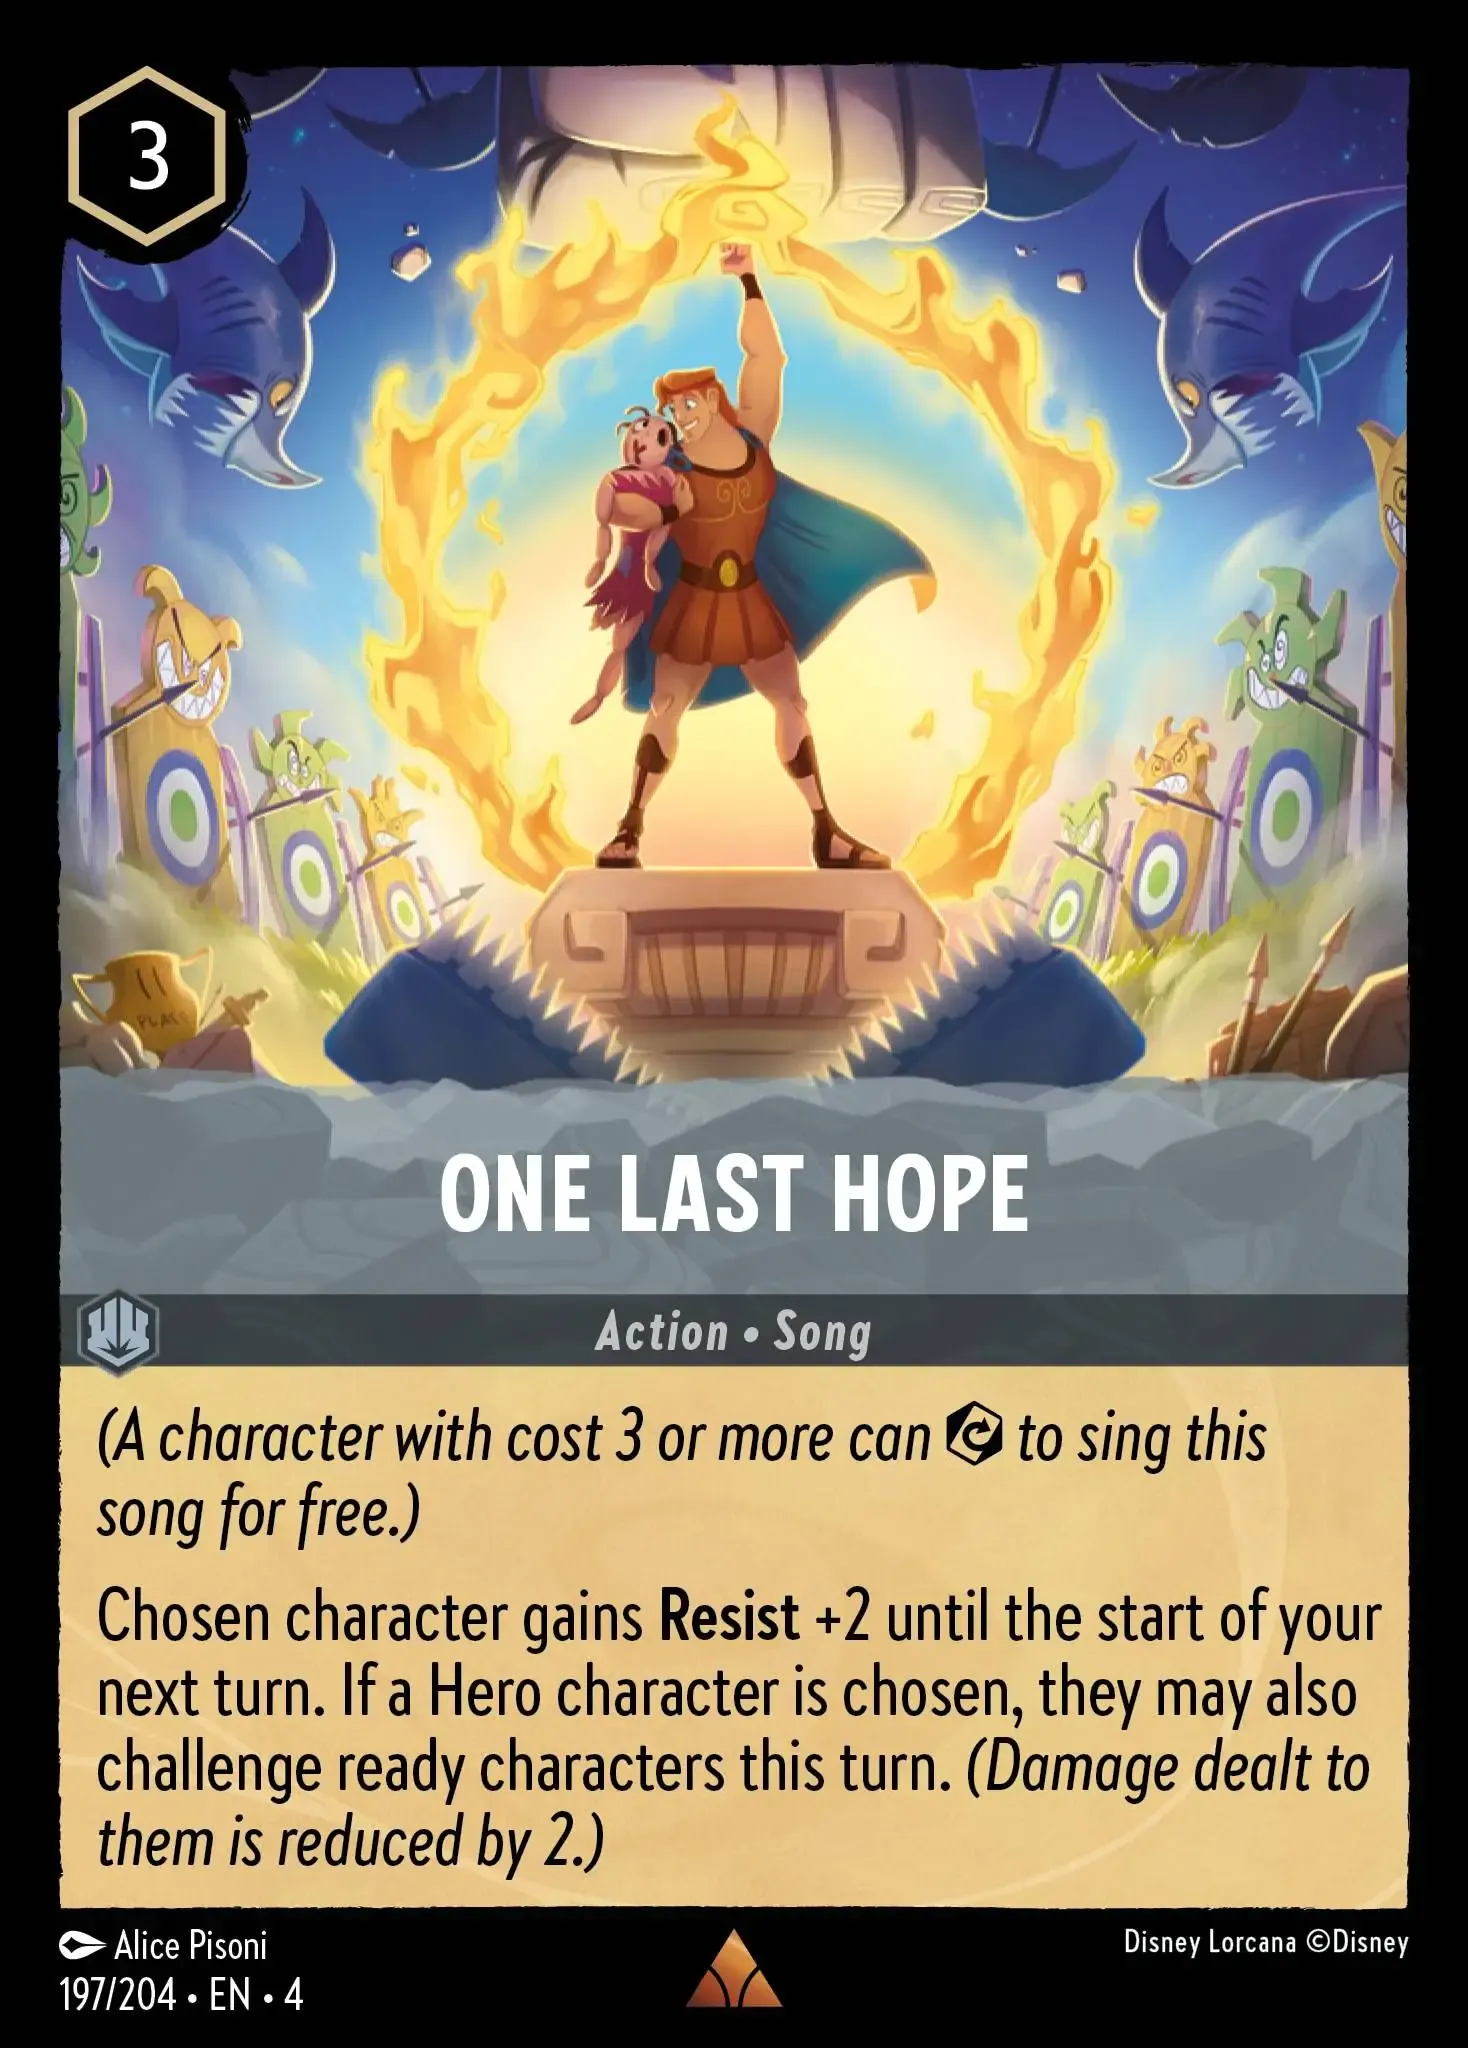 3
PLACE
ONE LAST HOPE
Action • Song
(A character with cost 3 or more can to sing this
song for free.)
Chosen character gains Resist +2 until the start of your
next turn. If a Hero character is chosen, they may also
challenge ready characters this turn. (Damage dealt to
them is reduced by 2.)
Alice Pisoni
Disney Lorcana ©Disney
197/204 • EN • 4